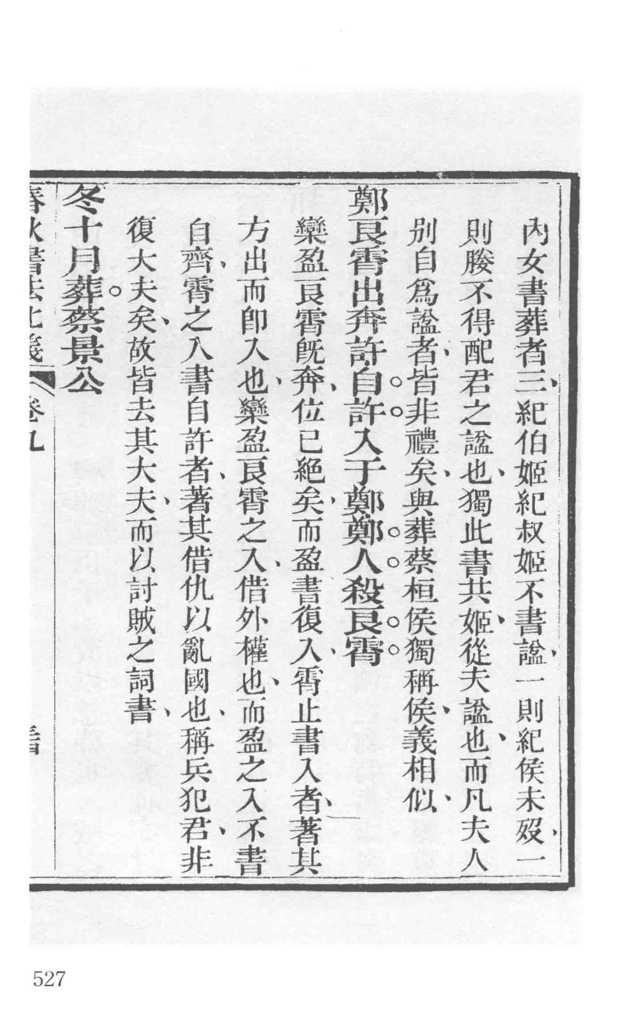 內女書葬者三紀伯姬紀叔姬不書諡一則紀侯未歿一
則媵不得配君之諡也獨此書共姬從夫諡也而凡夫人
別自爲諡者皆非禮矣與葬蔡桓侯獨稱侯義相似
鄭良霄出奔許自許入于鄭鄭人殺良霄
欒盈良霄旣奔位已絕矣而盈書復入霄止書入者著其
方出而卽入也欒盈良霄之入借外權也而盈之入不書
自齊霄之入書自許者著其借仇以亂國也稱兵犯君非
復大夫矣故皆去其大夫而以討賊之詞書
冬十月葬蔡景公
春秋書法比義 卷九
527